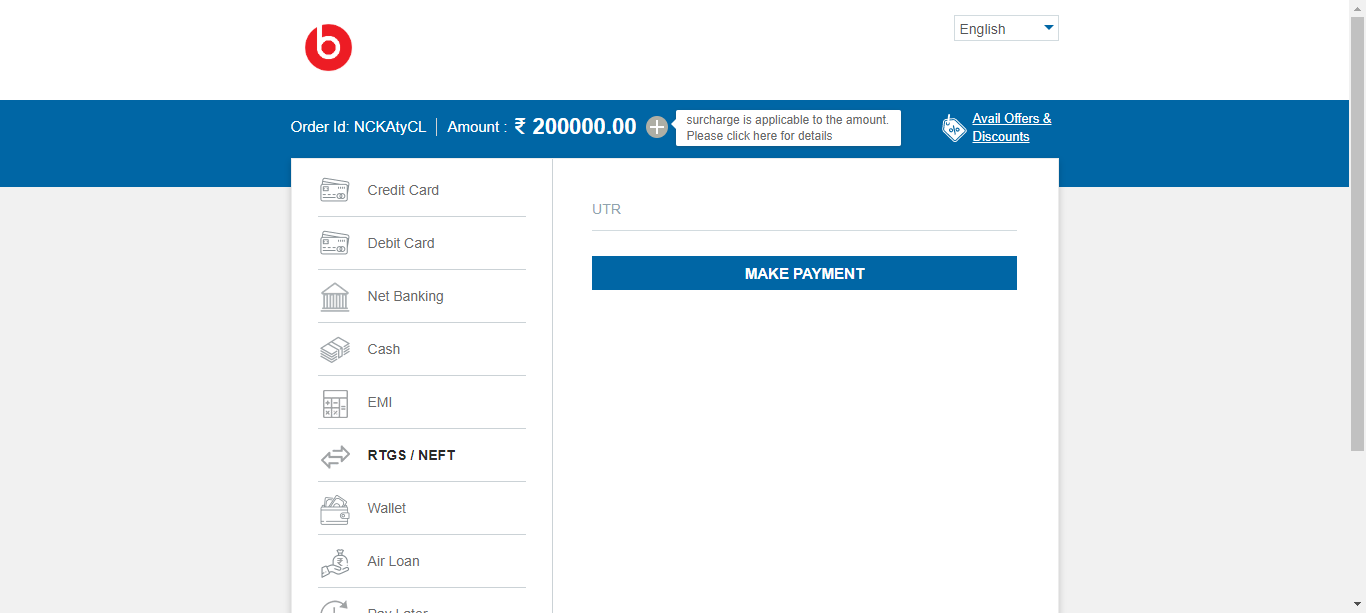 b
English
Order Id: NCKAtyCL
Amount : ₹ 200000.00
surcharge is applicable to the amount.
Please click here for details
Avail Offers &
Discounts
Credit Card
Debit Card
Net Banking
Cash
EMI
RTGS / NEFT
Wallet
Air Loan
Pay Later
UTR
MAKE PAYMENT